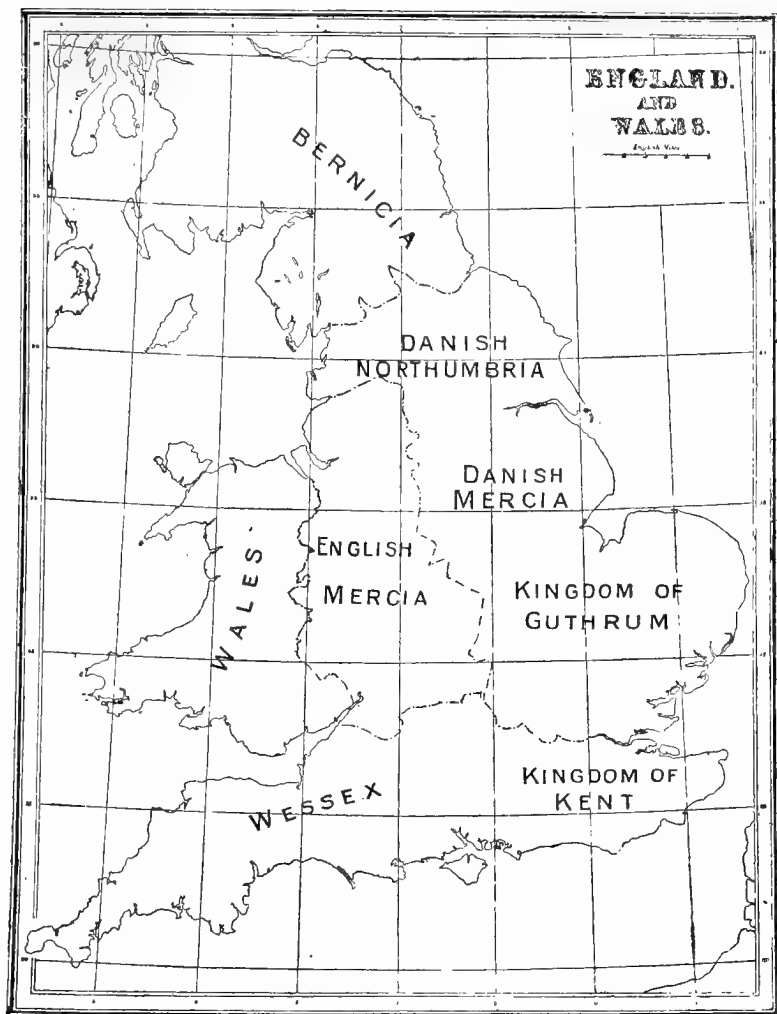 ENGLAND.
AND
WALES.
BERNICIA
DANISH
NORTHUMBRIA
DANISH
MERCIA
ENGLISH
MERCIA
WALES
KINGDOM OF
GUTHRUM
KINGDOM OF
KENT
WESSEX